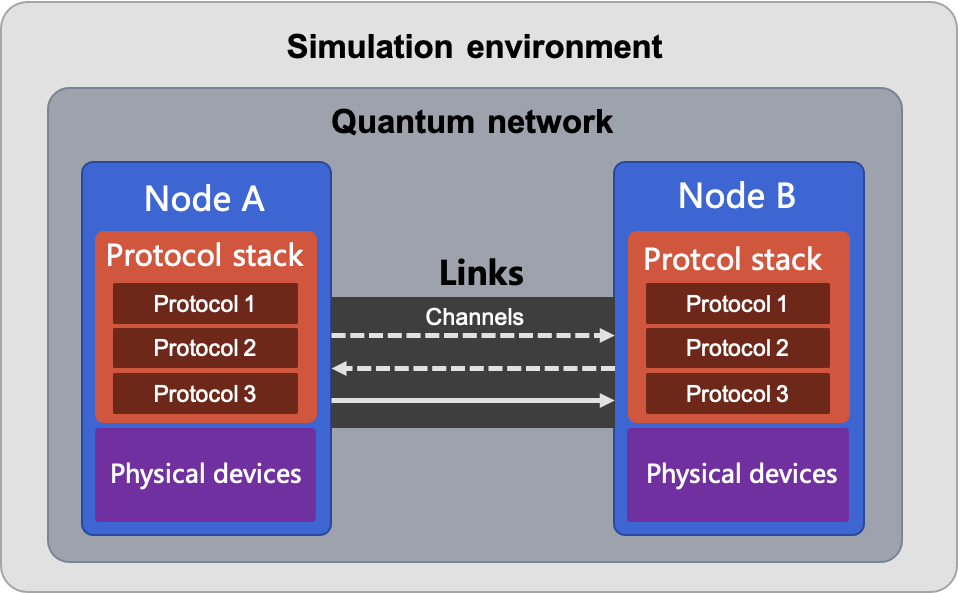 Simulation environment
Quantum network
Node A
Protocol stack
Protocol 1
Protocol 2
Protocol 3
Physical devices
Links
Channels
Node B
Protcol stack
Protocol 1
Protocol 2
Protocol 3
Physical devices